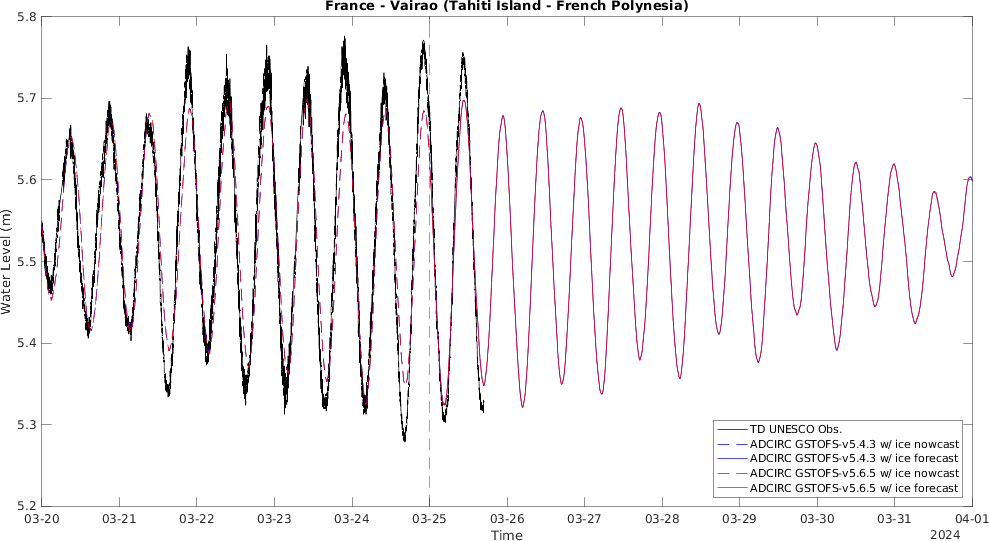 France - Vairao (Tahiti Island - French Polynesia)
5.8
5.7
5.6
5.5
5.4
5.3
5.2
Water Level (m)
TD UNESCO Obs.
ADCIRC GSTOFS-v5.4.3 w/ ice nowcast
ADCIRC GSTOFS-v5.4.3 w/ ice forecast
ADCIRC GSTOFS-v5.6.5 w/ ice nowcast
ADCIRC GSTOFS-v5.6.5 w/ ice forecast
03-20 03-21 03-22 03-23 03-24 03-25 03-26 03-27 03-28 03-29 03-30 03-31 04-01
Time
2024